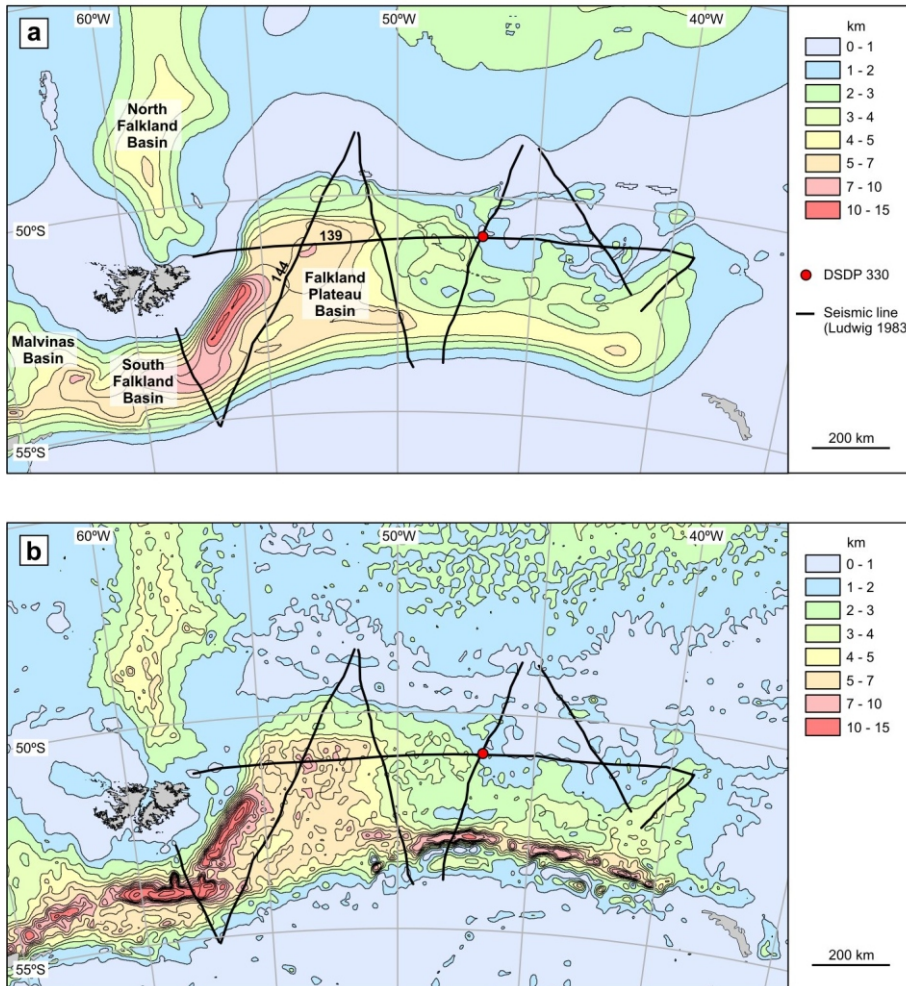 a
60ºW
50ºW
40ºW
North
Falkland
Basin
50ºS
139
144
Falkland
Plateau
Basin
Malvinas
Basin
South
Falkland
Basin
55ºS
km
0 - 1
1 - 2
2 - 3
3 - 4
4 - 5
5 - 7
7 - 10
10 - 15
DSDP 330
Seismic line
(Ludwig 1983)
200 km
b
60ºW
50ºW
40ºW
50ºS
55ºS
km
0 - 1
1 - 2
2 - 3
3 - 4
4 - 5
5 - 7
7 - 10
10 - 15
200 km